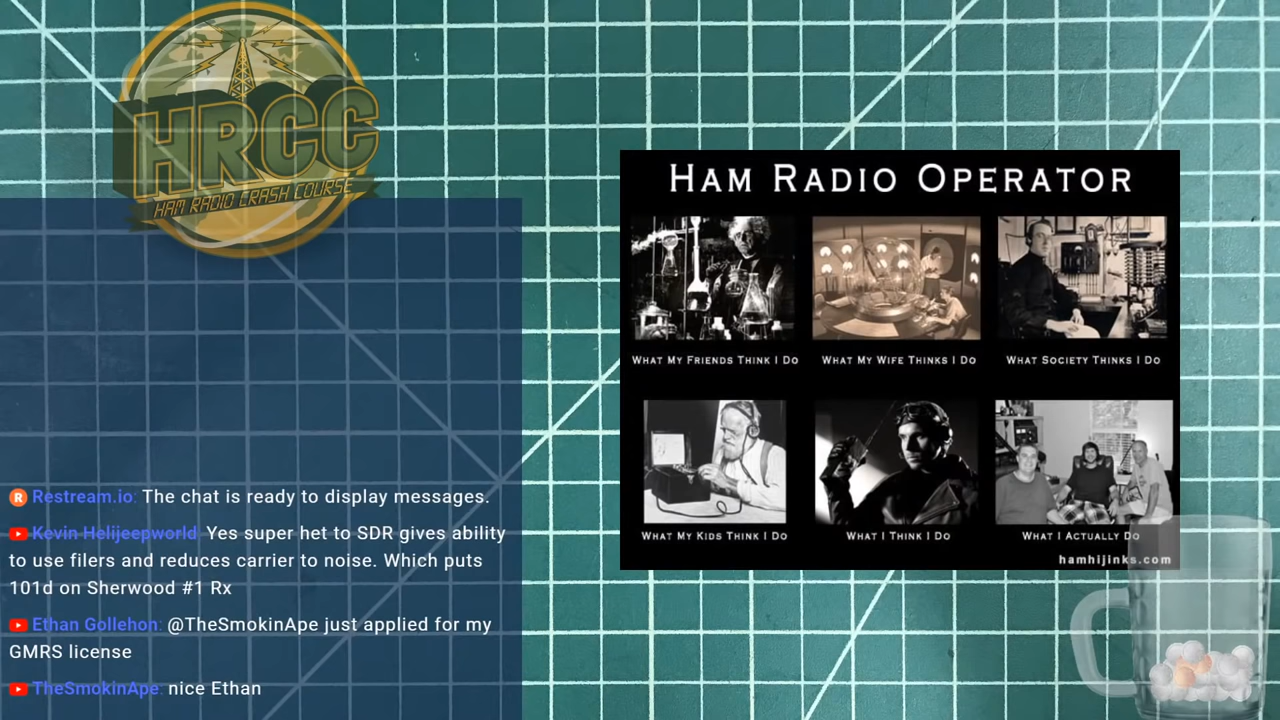 HRCC
HAM RADIO CRASH COURSE
HAM RADIO OPERATOR
WHAT MY FRIENDS THINK I DO
WHAT MY WIFE THINKS I DO
WHAT SOCIETY THINKS I DO
WHAT MY KIDS THINK I DO
WHAT I THINK I DO
WHAT I ACTUALLY DO
hamhijinks.com
R Restream.io: The chat is ready to display messages.
Kevin Helijeepworld: Yes super het to SDR gives ability
to use filers and reduces carrier to noise. Which puts
101d on Sherwood #1 Rx
Ethan Gollehon: @TheSmokinApe just applied for my
GMRS license
TheSmokinApe: nice Ethan